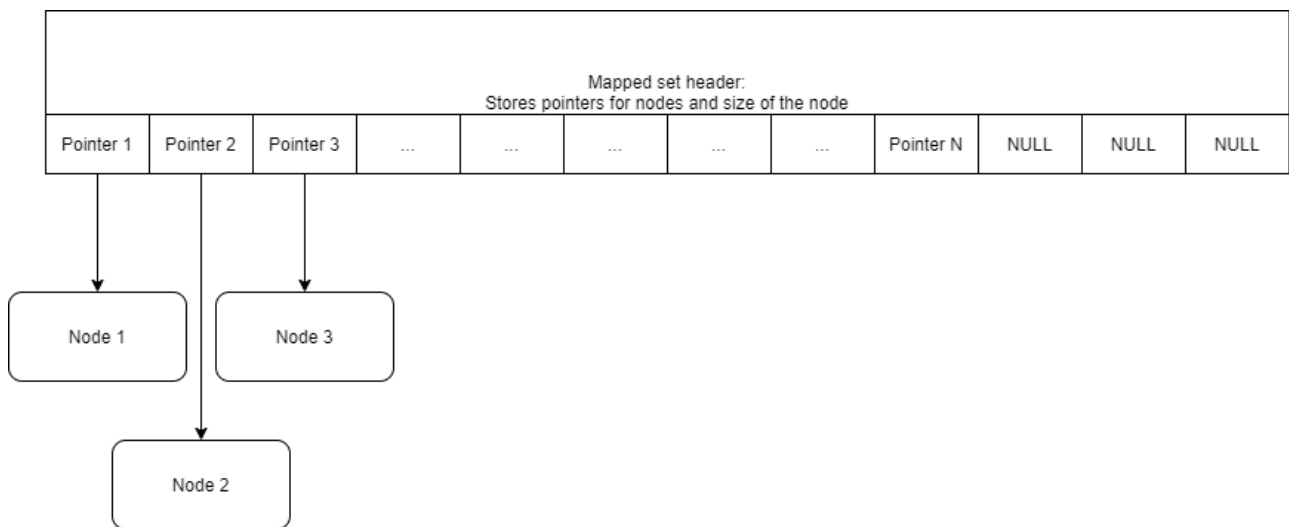 Mapped set header:
Stores pointers for nodes and size of the node
Pointer 1 Pointer 2 Pointer 3 ... ... ... ... ... Pointer N NULL NULL NULL
Node 1 Node 3
Node 2